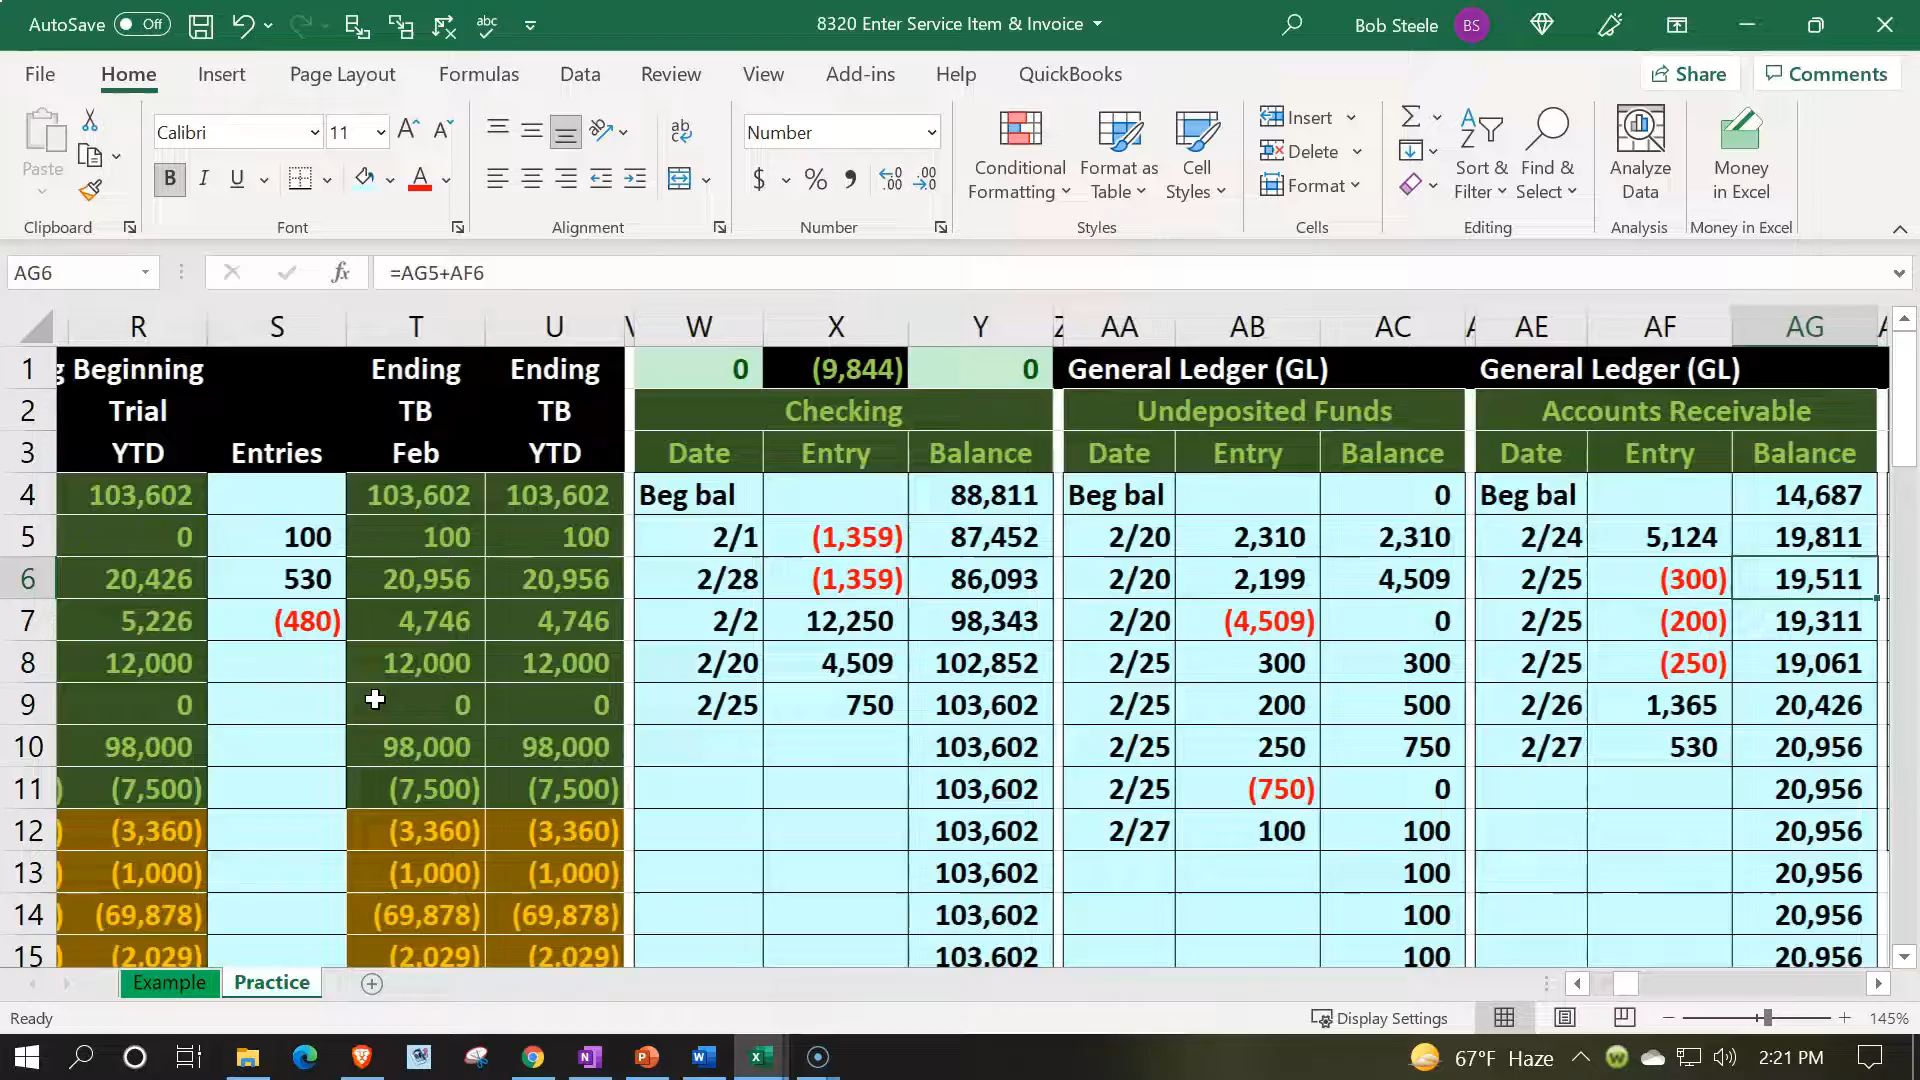 AutoSave Off abc 8320 Enter Service Item & Invoice Bob Steele BS
File Home Insert Page Layout Formulas Data Review View Add-ins Help QuickBooks Share Comments
Calibri 11 A A ab Number Insert
Delete
Paste B I U A $ % Conditional Formatting Format as Table Cell Styles Format Sort & Filter Find & Select Analyze Data Money in Excel
Clipboard Font Alignment Number Styles Cells Editing Analysis Money in Excel
AG6 fx =AG5+AF6
R S T U W X Y Z AA AB AC AE AF AG
1 Beginning Ending Ending 0 (9,844) 0 General Ledger (GL) General Ledger (GL)
2 Trial TB TB Checking Undeposited Funds Accounts Receivable
3 YTD Entries Feb YTD Date Entry Balance Date Entry Balance Date Entry Balance
4 103,602 103,602 103,602 Beg bal 88,811 Beg bal 0 Beg bal 14,687
5 0 100 100 100 2/1 (1,359) 87,452 2/20 2,310 2,310 2/24 5,124 19,811
6 20,426 530 20,956 20,956 2/28 (1,359) 86,093 2/20 2,199 4,509 2/25 (300) 19,511
7 5,226 (480) 4,746 4,746 2/2 12,250 98,343 2/20 (4,509) 0 2/25 (200) 19,311
8 12,000 12,000 12,000 2/20 4,509 102,852 2/25 300 300 2/25 (250) 19,061
9 0 0 0 2/25 750 103,602 2/25 200 500 2/26 1,365 20,426
10 98,000 98,000 98,000 103,602 2/25 250 750 2/27 530 20,956
11 (7,500) (7,500) (7,500) 103,602 2/25 (750) 0 20,956
12 (3,360) (3,360) (3,360) 103,602 2/27 100 100 20,956
13 (1,000) (1,000) (1,000) 103,602 100 20,956
14 (69,878) (69,878) (69,878) 103,602 100 20,956
15 (2,029) (2,029) (2,029) 103,602 100 20,956
Example Practice
Ready Display Settings 145%
67°F Haze 2:21 PM